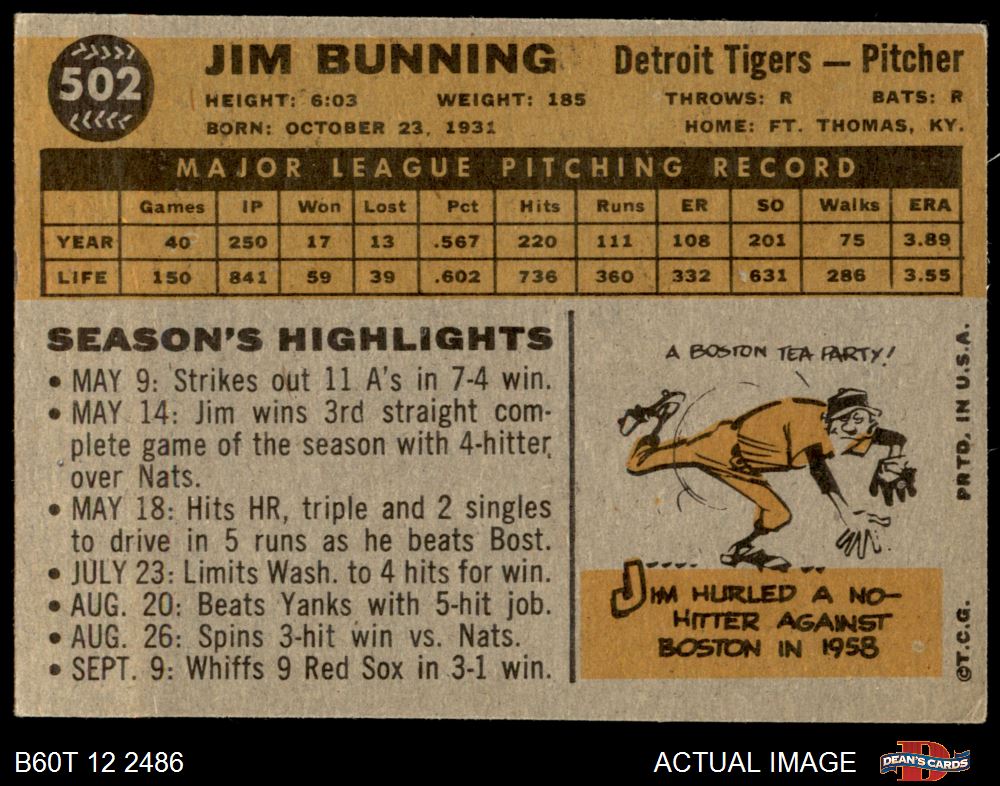 502
JIM BUNNING
Detroit Tigers — Pitcher
HEIGHT: 6:03 WEIGHT: 185 THROWS: R BATS: R
BORN: OCTOBER 23, 1931 HOME: FT. THOMAS, KY.
MAJOR LEAGUE PITCHING RECORD
Games IP Won Lost Pct Hits Runs ER SO Walks ERA
YEAR 40 250 17 13 .567 220 111 108 201 75 3.89
LIFE 150 841 59 39 .602 736 360 332 631 286 3.55
SEASON'S HIGHLIGHTS
• MAY 9: Strikes out 11 A's in 7-4 win.
• MAY 14: Jim wins 3rd straight com-
plete game of the season with 4-hitter
over Nats.
• MAY 18: Hits HR, triple and 2 singles
to drive in 5 runs as he beats Bost.
• JULY 23: Limits Wash. to 4 hits for win.
• AUG. 20: Beats Yanks with 5-hit job.
• AUG. 26: Spins 3-hit win vs. Nats.
• SEPT. 9: Whiffs 9 Red Sox in 3-1 win.
A BOSTON TEA PARTY!
JIM HURLED A NO-
HITTER AGAINST
BOSTON IN 1958
©T.C.G. PRTD. IN U.S.A.
B60T 12 2486
ACTUAL IMAGE
D
DEAN'S CARDS